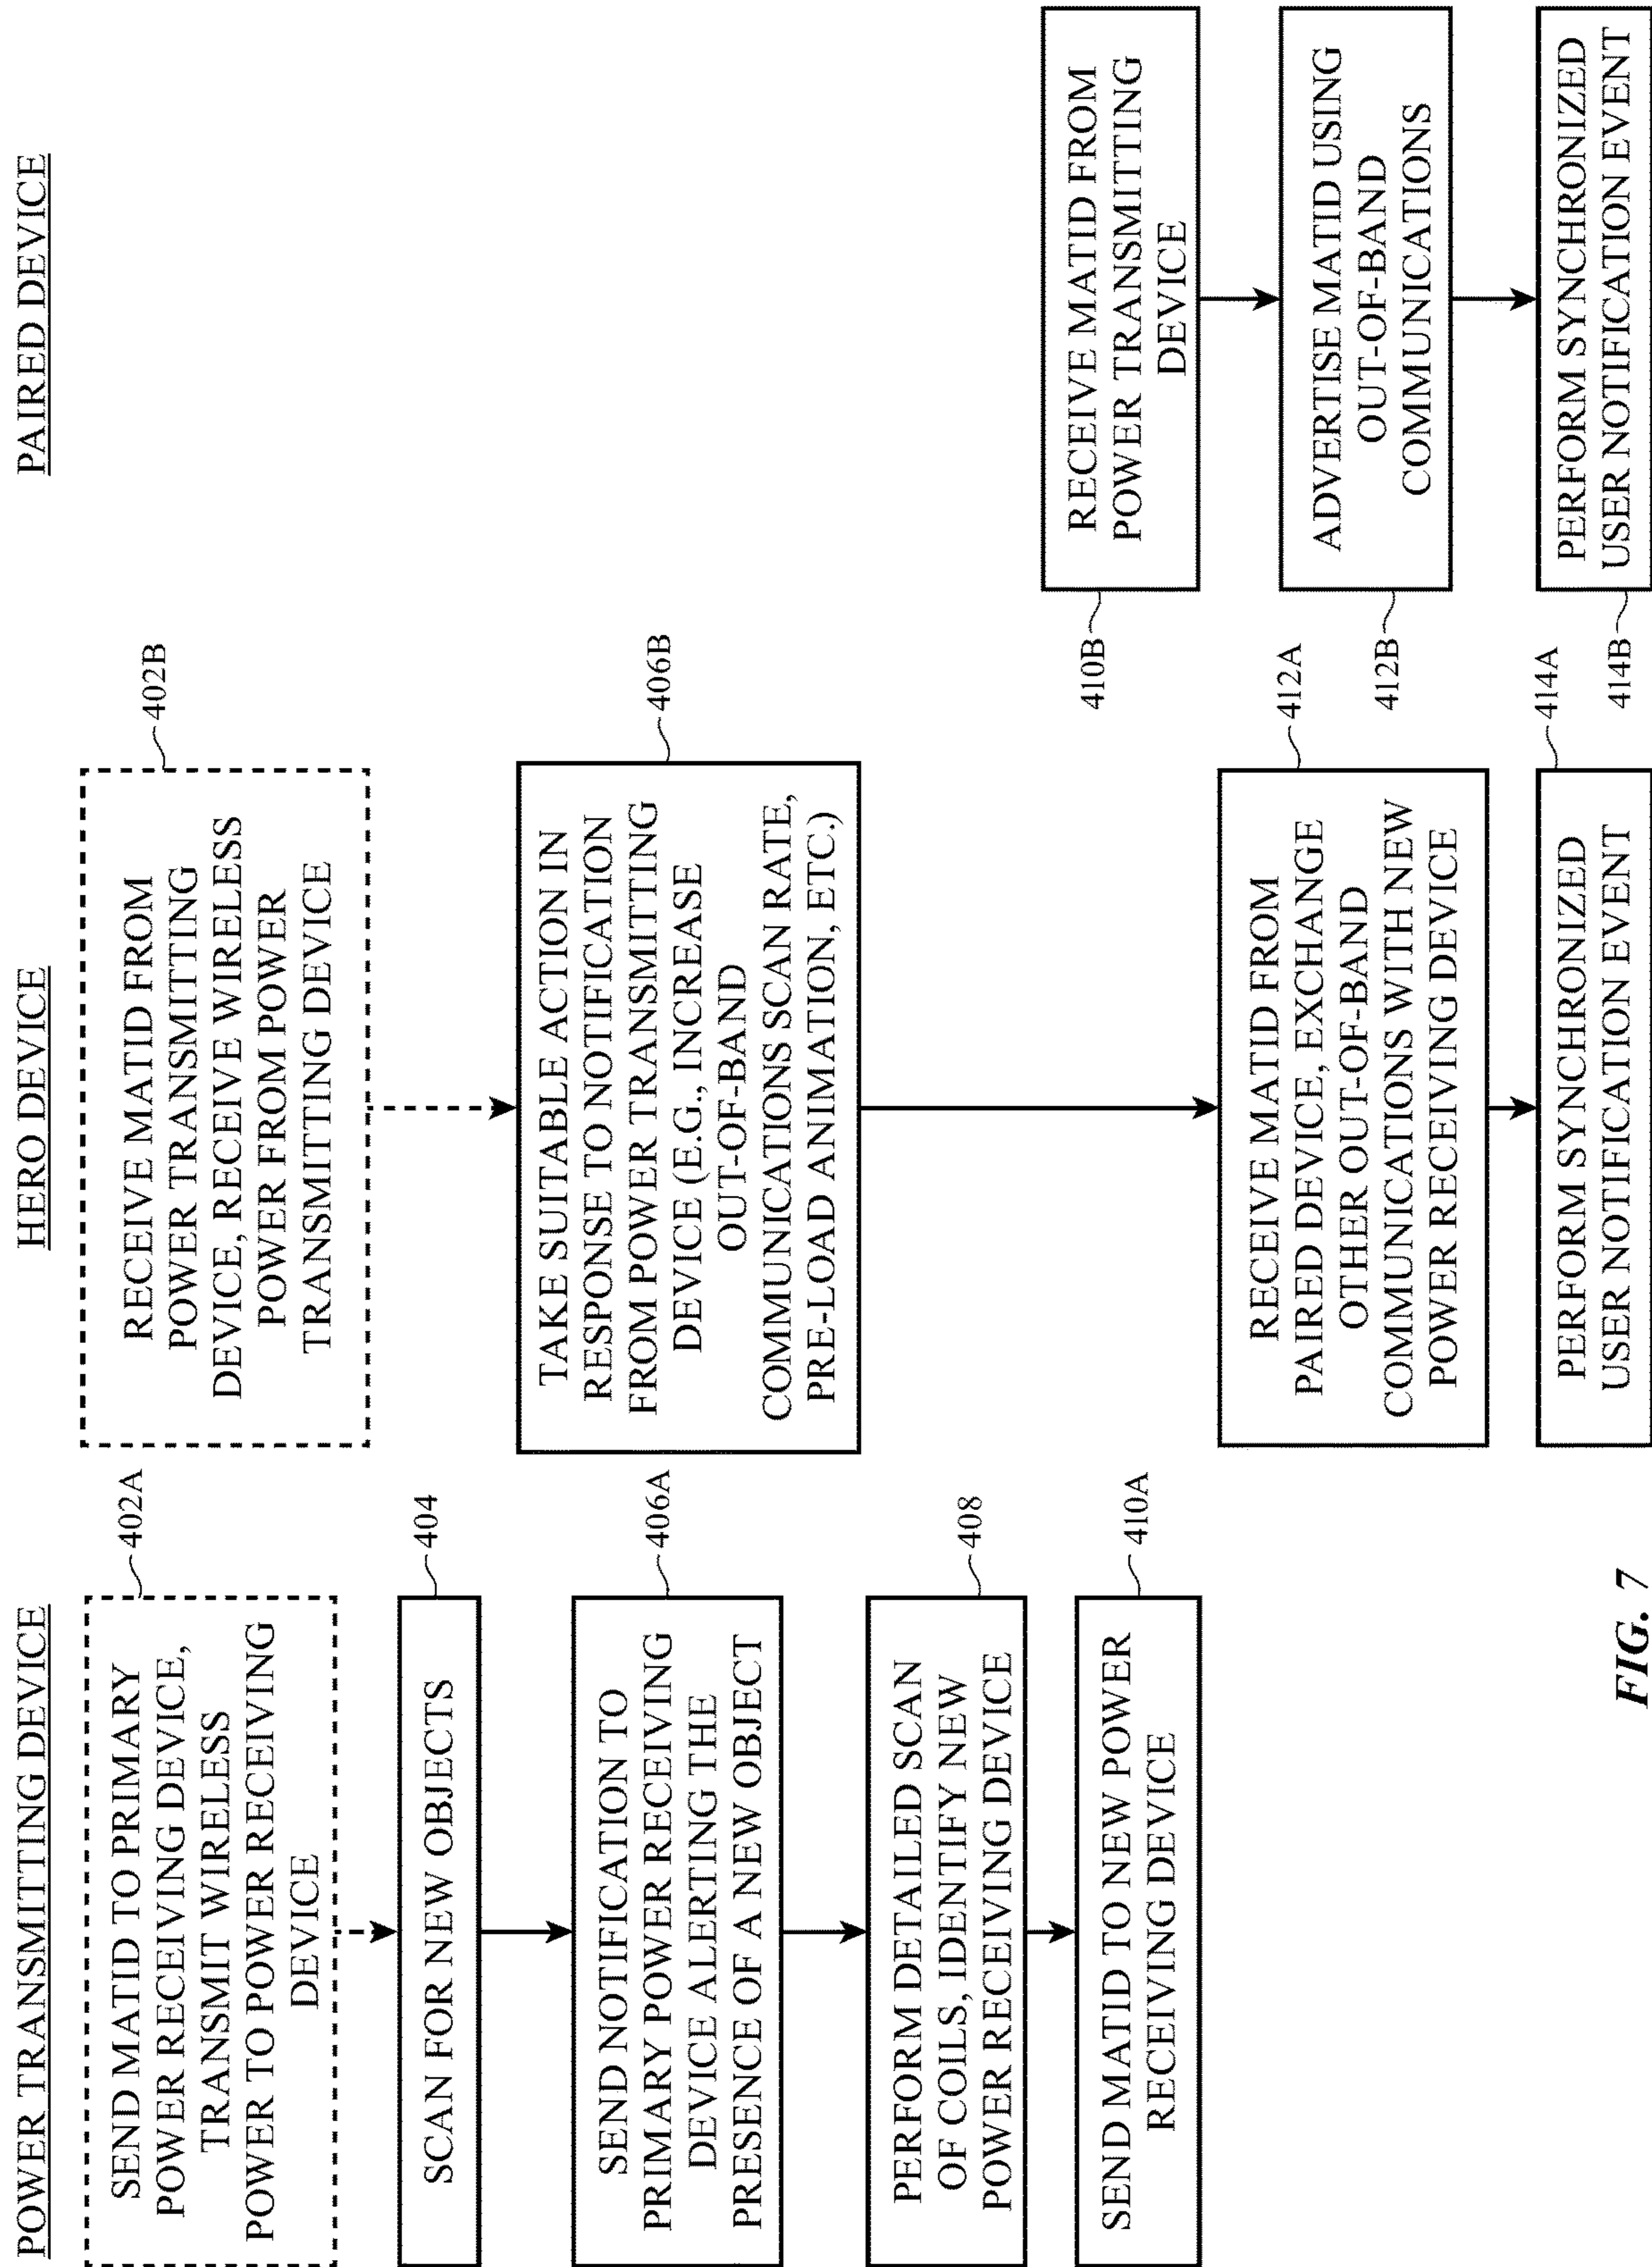 POWER TRANSMITTING DEVICE
SEND MATID TO PRIMARY
POWER RECEIVING DEVICE,
TRANSMIT WIRELESS
POWER TO POWER RECEIVING
DEVICE
402A
SCAN FOR NEW OBJECTS
404
SEND NOTIFICATION TO
PRIMARY POWER RECEIVING
DEVICE ALERTING THE
PRESENCE OF A NEW OBJECT
406A
PERFORM DETAILED SCAN
OF COILS, IDENTIFY NEW
POWER RECEIVING DEVICE
408
SEND MATID TO NEW POWER
RECEIVING DEVICE
410A
HERO DEVICE
RECEIVE MATID FROM
POWER TRANSMITTING
DEVICE, RECEIVE WIRELESS
POWER FROM POWER
TRANSMITTING DEVICE
402B
TAKE SUITABLE ACTION IN
RESPONSE TO NOTIFICATION
FROM POWER TRANSMITTING
DEVICE (E.G., INCREASE
OUT-OF-BAND
COMMUNICATIONS SCAN RATE,
PRE-LOAD ANIMATION, ETC.)
406B
RECEIVE MATID FROM
PAIRED DEVICE, EXCHANGE
OTHER OUT-OF-BAND
COMMUNICATIONS WITH NEW
POWER RECEIVING DEVICE
412A
PERFORM SYNCHRONIZED
USER NOTIFICATION EVENT
414A
PAIRED DEVICE
RECEIVE MATID FROM
POWER TRANSMITTING
DEVICE
410B
ADVERTISE MATID USING
OUT-OF-BAND
COMMUNICATIONS
412B
PERFORM SYNCHRONIZED
USER NOTIFICATION EVENT
414B
FIG. 7